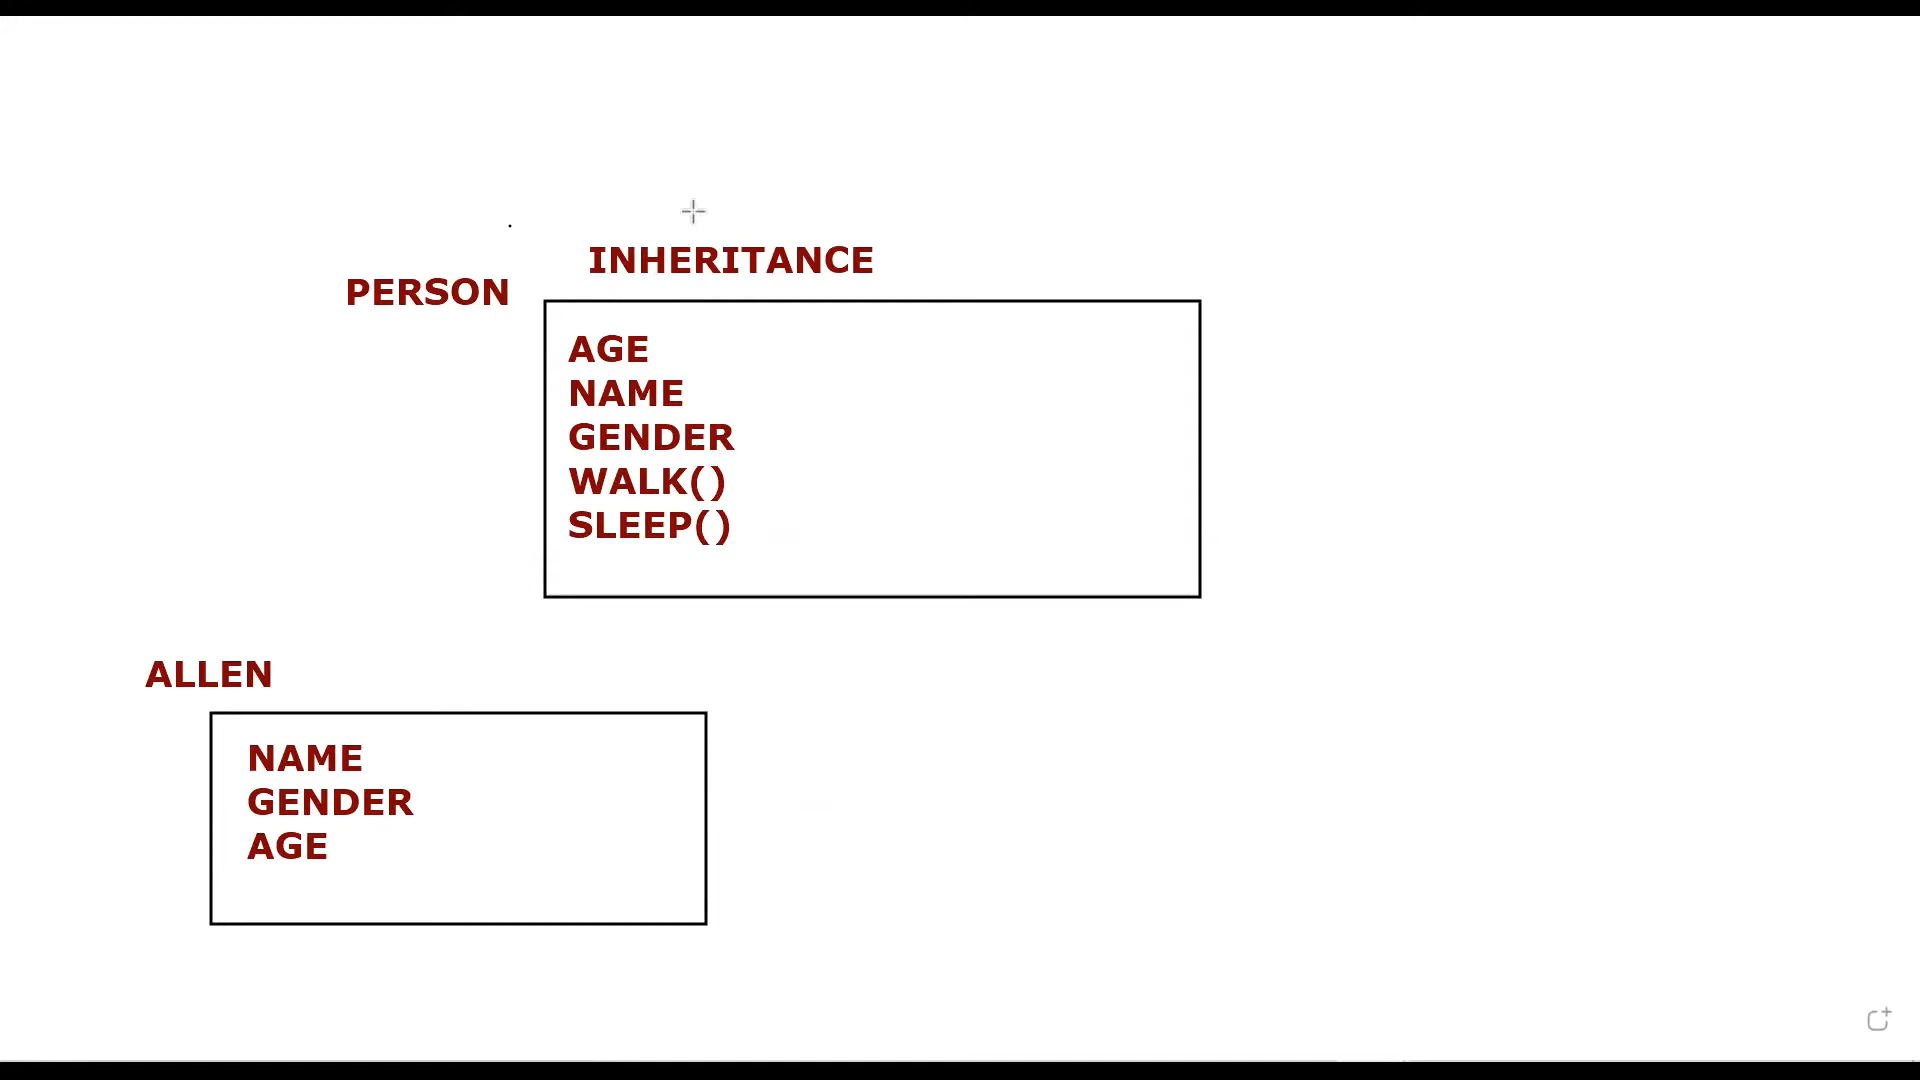 INHERITANCE
PERSON
AGE
NAME
GENDER
WALK()
SLEEP()
ALLEN
NAME
GENDER
AGE